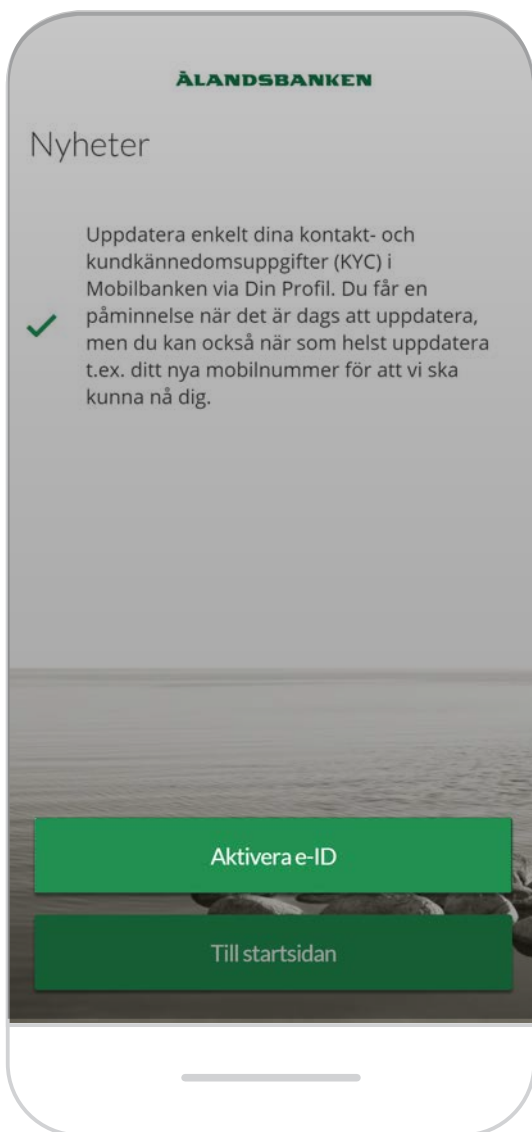 ÅLANDSBANKEN
Nyheter
Uppdatera enkelt dina kontakt- och
kundkännedomsuppgifter (KYC) i
Mobilbanken via Din Profil. Du får en
påminnelse när det är dags att uppdatera,
men du kan också när som helst uppdatera
t.ex. ditt nya mobilnummer för att vi ska
kunna nå dig.
Aktivera e-ID
Till startsidan